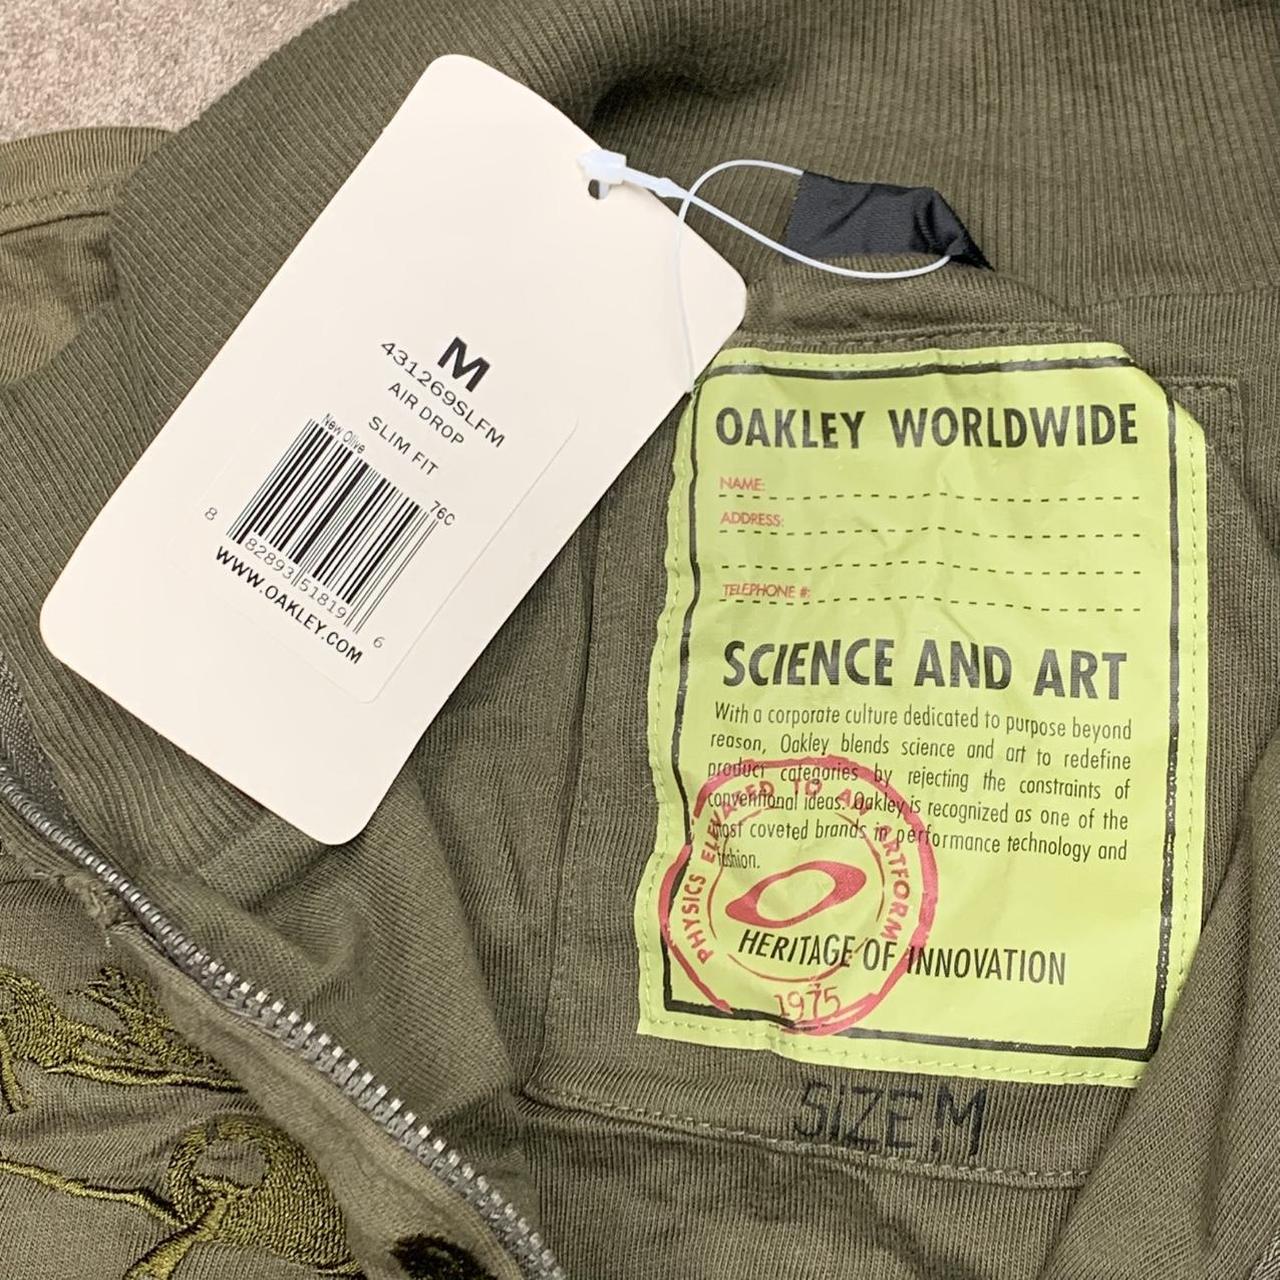 M
431269SLFM
AIR DROP
SLIM FIT
New Olive
76C
8 82893 51819 6
WWW.OAKLEY.COM
OAKLEY WORLDWIDE
NAME:
ADDRESS:
TELEPHONE #:
SCIENCE AND ART
With a corporate culture dedicated to purpose beyond
reason, Oakley blends science and art to redefine
product categories by rejecting the constraints of
conventional ideas. Oakley is recognized as one of the
most coveted brands in performance technology and
fashion.
PHYSICS ELEVATED TO AN ARTFORM
HERITAGE OF INNOVATION
1975
SIZE.M